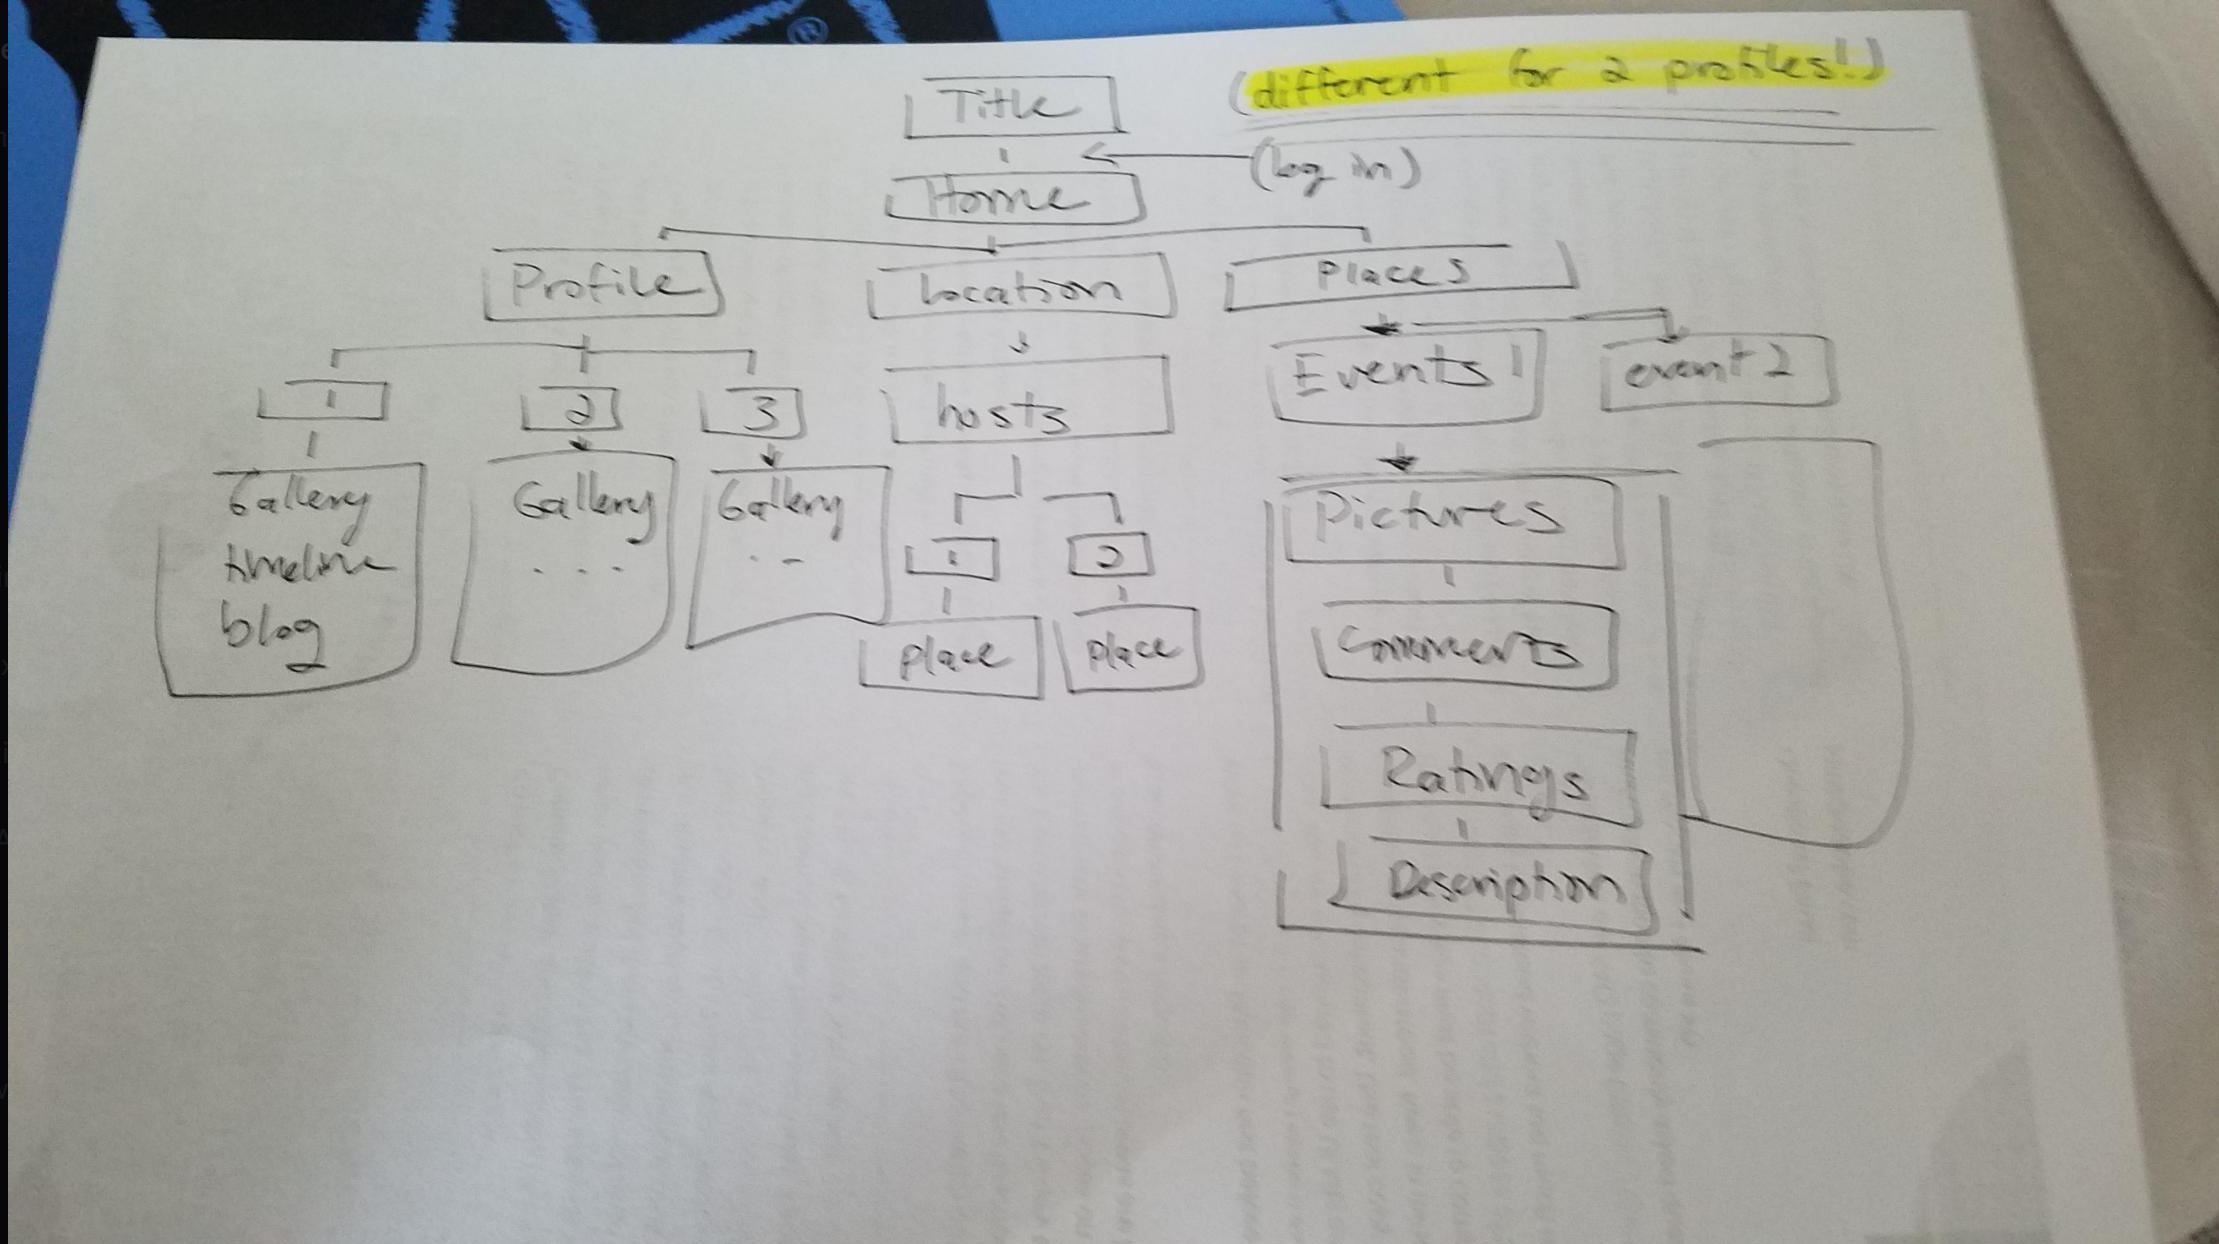 Title
(different for 2 profiles!)
(log in)
Home
Profile
Location
Places
Events 1
event 2
1
2
3
hosts
Gallery
timeline
blog
Gallery
...
Gallery
..
1
2
place
place
Pictures
Comments
Ratings
Description
®